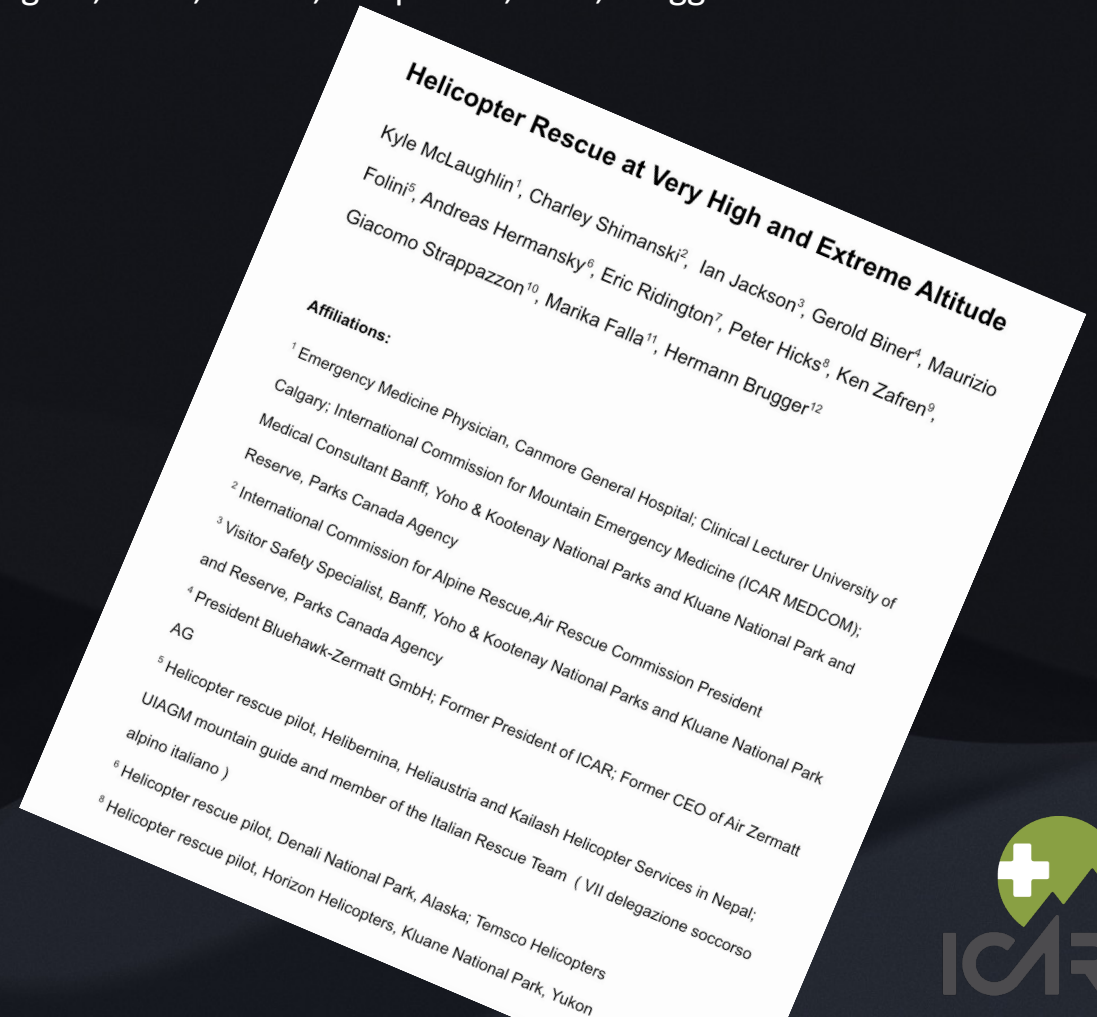 Helicopter Rescue at Very High and Extreme Altitude
Kyle McLaughlin¹, Charley Shimanski², Ian Jackson³, Gerold Biner⁴, Maurizio
Folini⁵, Andreas Hermansky⁶, Eric Ridington⁷, Peter Hicks⁸, Ken Zafren⁹,
Giacomo Strappazzon¹⁰, Marika Falla¹¹, Hermann Brugger¹²
Affiliations:
¹ Emergency Medicine Physician, Canmore General Hospital; Clinical Lecturer University of
Calgary; International Commission for Mountain Emergency Medicine (ICAR MEDCOM);
Medical Consultant Banff, Yoho & Kootenay National Parks and Kluane National Park and
Reserve, Parks Canada Agency
² International Commission for Alpine Rescue,Air Rescue Commission President
³ Visitor Safety Specialist, Banff, Yoho & Kootenay National Parks and Kluane National Park
and Reserve, Parks Canada Agency
⁴ President Bluehawk-Zermatt GmbH; Former President of ICAR; Former CEO of Air Zermatt
AG
⁵ Helicopter rescue pilot, Helibernina, Heliaustria and Kailash Helicopter Services in Nepal;
UIAGM mountain guide and member of the Italian Rescue Team ( VII delegazione soccorso
alpino italiano )
⁶ Helicopter rescue pilot, Denali National Park, Alaska; Temsco Helicopters
⁸ Helicopter rescue pilot, Horizon Helicopters, Kluane National Park, Yukon
ICAR